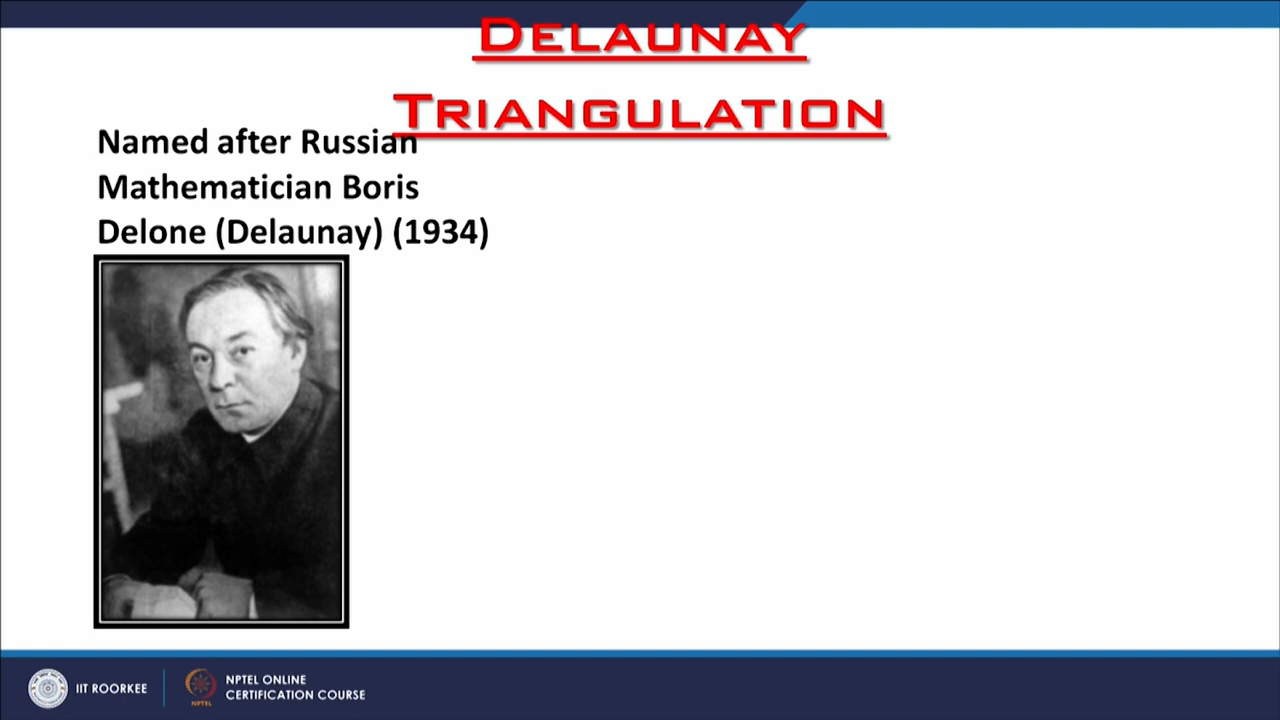 DELAUNAY
TRIANGULATION
Named after Russian
Mathematician Boris
Delone (Delaunay) (1934)
IIT ROORKEE
NPTEL
NPTEL ONLINE
CERTIFICATION COURSE